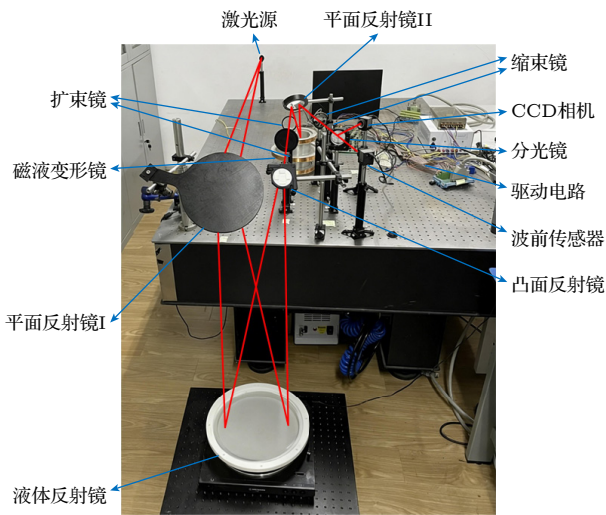 激光源
平面反射镜II
扩束镜
缩束镜
CCD相机
磁液变形镜
分光镜
驱动电路
波前传感器
凸面反射镜
平面反射镜I
液体反射镜